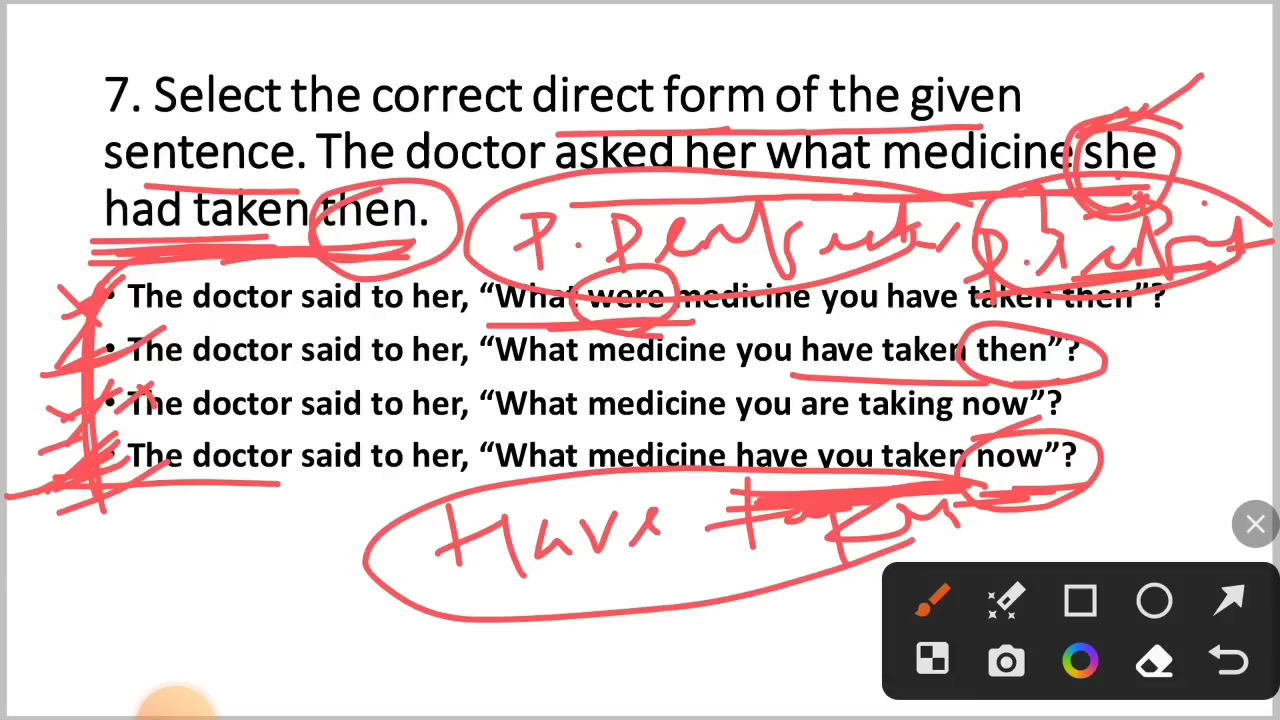 7. Select the correct direct form of the given
sentence. The doctor asked her what medicine she
had taken then.
• The doctor said to her, “What were medicine you have taken then”?
• The doctor said to her, “What medicine you have taken then”?
• The doctor said to her, “What medicine you are taking now”?
• The doctor said to her, “What medicine have you taken now”?
Have